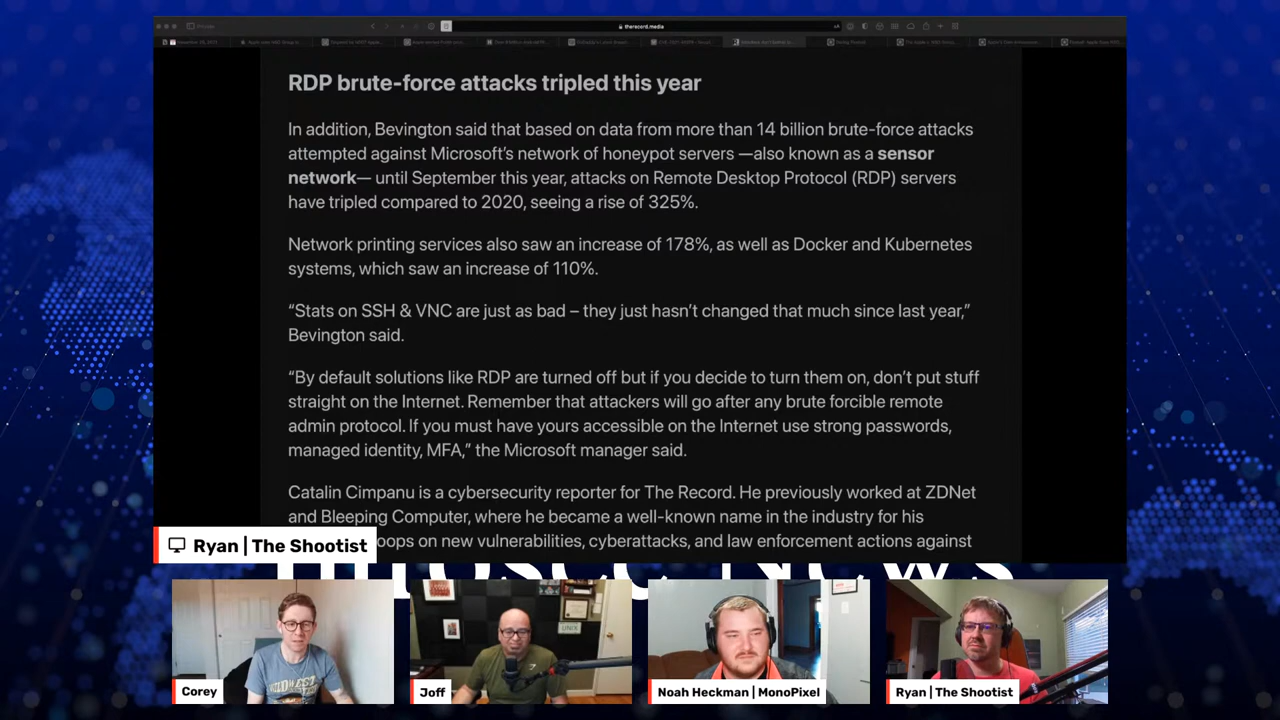 therecord.media
RDP brute-force attacks tripled this year
In addition, Bevington said that based on data from more than 14 billion brute-force attacks
attempted against Microsoft's network of honeypot servers —also known as a sensor
network— until September this year, attacks on Remote Desktop Protocol (RDP) servers
have tripled compared to 2020, seeing a rise of 325%.
Network printing services also saw an increase of 178%, as well as Docker and Kubernetes
systems, which saw an increase of 110%.
“Stats on SSH & VNC are just as bad – they just hasn't changed that much since last year,”
Bevington said.
“By default solutions like RDP are turned off but if you decide to turn them on, don't put stuff
straight on the Internet. Remember that attackers will go after any brute forcible remote
admin protocol. If you must have yours accessible on the Internet use strong passwords,
managed identity, MFA,” the Microsoft manager said.
Catalin Cimpanu is a cybersecurity reporter for The Record. He previously worked at ZDNet
and Bleeping Computer, where he became a well-known name in the industry for his
oops on new vulnerabilities, cyberattacks, and law enforcement actions against
Ryan | The Shootist
Infosec News
UNIX
Corey
Joff
Noah Heckman | MonoPixel
Ryan | The Shootist